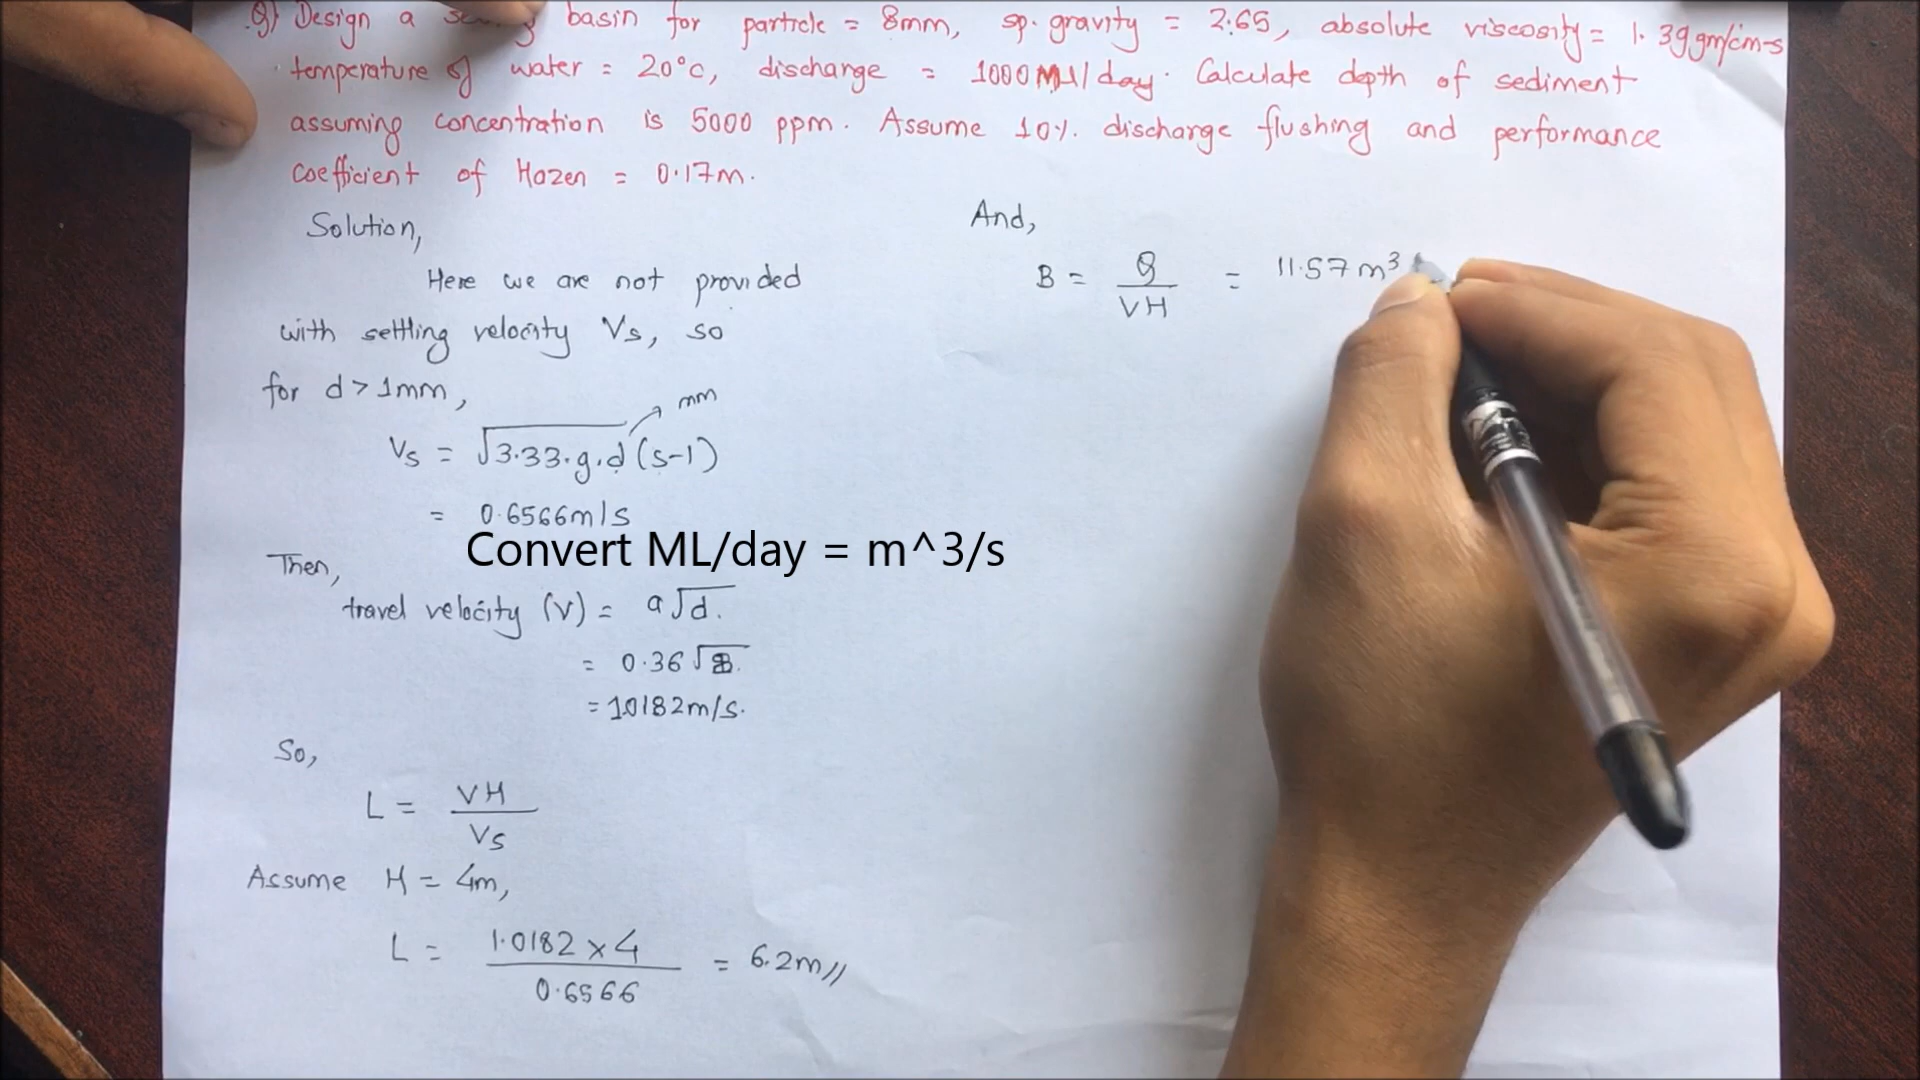 Q) Design a basin for particle = 8mm, sp. gravity = 2.65, absolute viscosity = 1.39gm/cm-s
temperature of water = 20°c, discharge = 1000 Ml/day. Calculate depth of sediment
assuming concentration is 5000 ppm. Assume 10%. discharge flushing and performance
coefficient of Hazen = 0.17m.
Solution,
Here we are not provided
with settling velocity Vs, so
for d > 1mm,
mm
Vs = √3.33.g.d (s-1)
= 0.6566m/s
Convert ML/day = m^3/s
Then,
travel velocity (v) = a√d.
= 0.36 √8.
= 1.0182m/s.
So,
L = VH / Vs
Assume H = 4m,
L = 1.0182 x 4 / 0.6566 = 6.2m//
And,
B = Q / VH = 11.57 m³